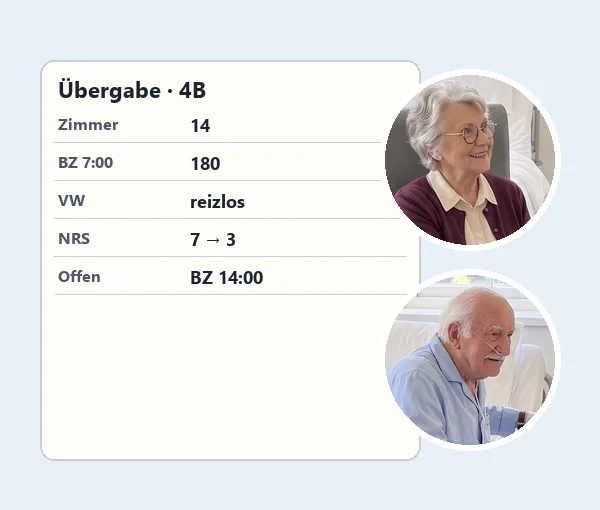 Übergabe · 4B
Zimmer 14
BZ 7:00 180
VW reizlos
NRS 7 → 3
Offen BZ 14:00